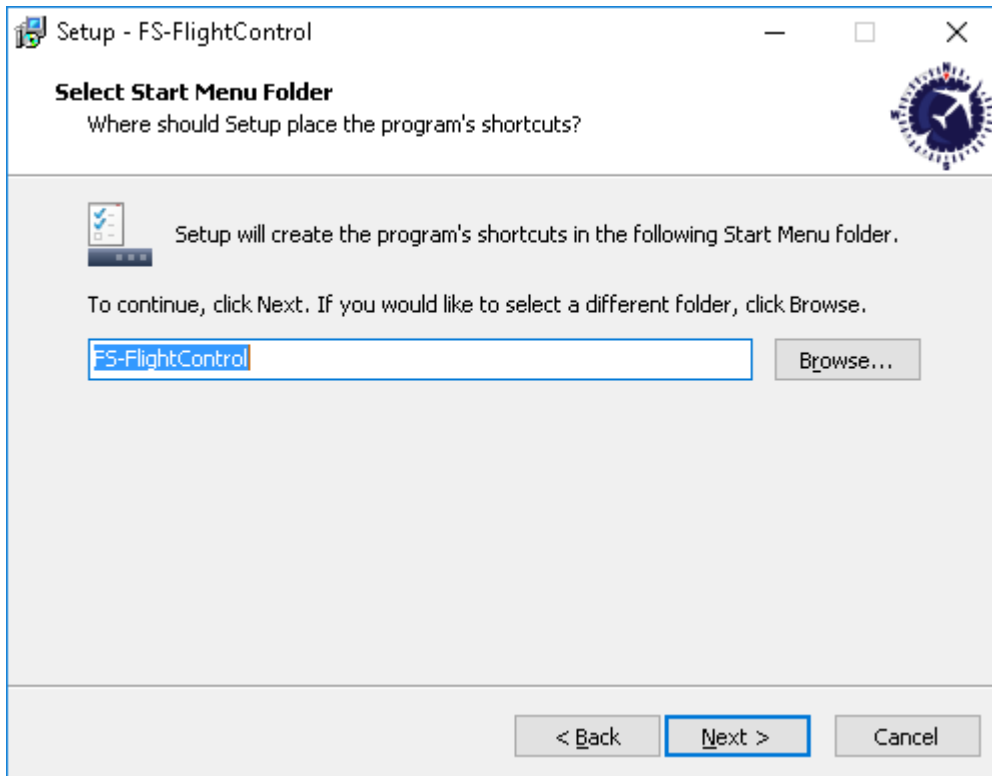 Setup - FS-FlightControl
Select Start Menu Folder
Where should Setup place the program's shortcuts?
Setup will create the program's shortcuts in the following Start Menu folder.
To continue, click Next. If you would like to select a different folder, click Browse.
FS-FlightControl
Browse...
< Back
Next >
Cancel